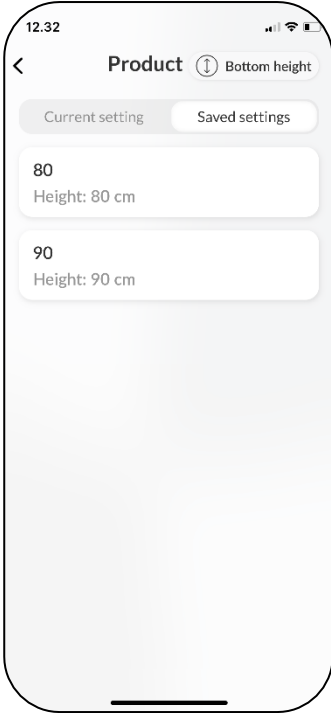 12.32
Product Bottom height
Current setting Saved settings
80
Height: 80 cm
90
Height: 90 cm